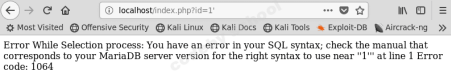 localhost/index.php?id=1'
Most Visited Offensive Security Kali Linux Kali Docs Kali Tools Exploit-DB Aircrack-ng
Error While Selection process: You have an error in your SQL syntax; check the manual that
corresponds to your MariaDB server version for the right syntax to use near ''1''' at line 1 Error
code: 1064